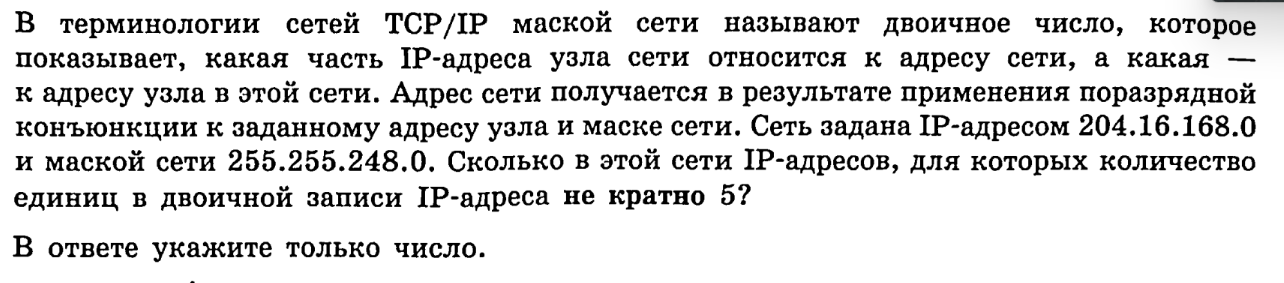 В терминологии сетей TCP/IP маской сети называют двоичное число, которое
показывает, какая часть IP-адреса узла сети относится к адресу сети, а какая —
к адресу узла в этой сети. Адрес сети получается в результате применения поразрядной
конъюнкции к заданному адресу узла и маске сети. Сеть задана IP-адресом 204.16.168.0
и маской сети 255.255.248.0. Сколько в этой сети IP-адресов, для которых количество
единиц в двоичной записи IP-адреса не кратно 5?
В ответе укажите только число.